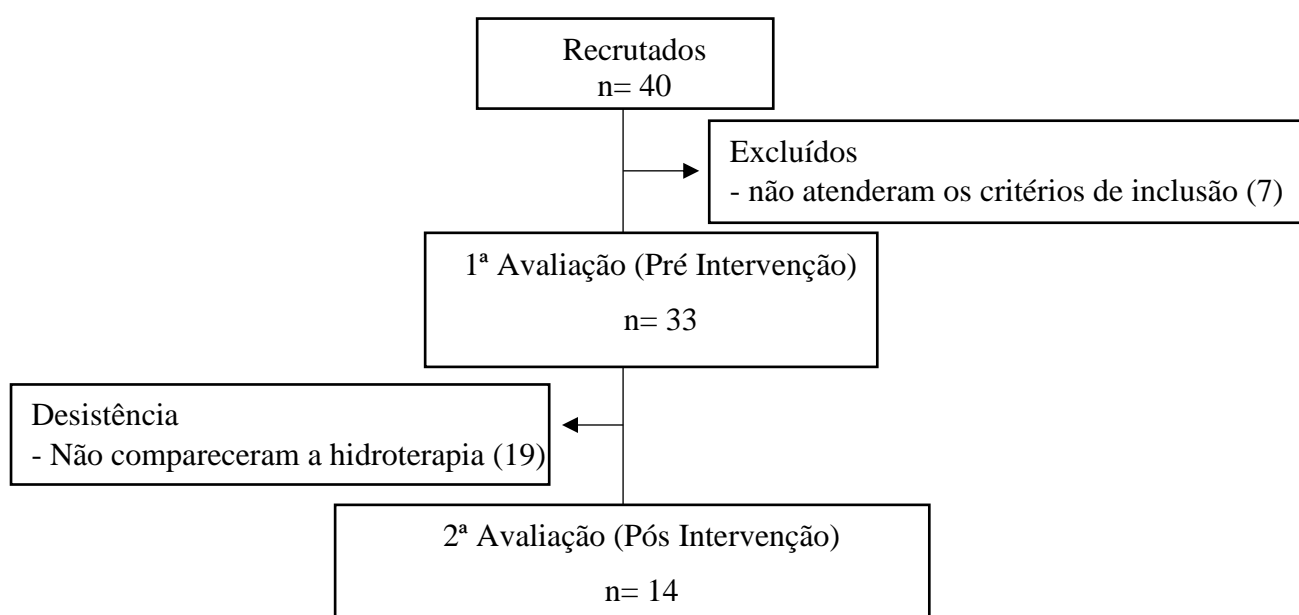 Recrutados
n= 40
Excluídos
- não atenderam os critérios de inclusão (7)
1ª Avaliação (Pré Intervenção)
n= 33
Desistência
- Não compareceram a hidroterapia (19)
2ª Avaliação (Pós Intervenção)
n= 14